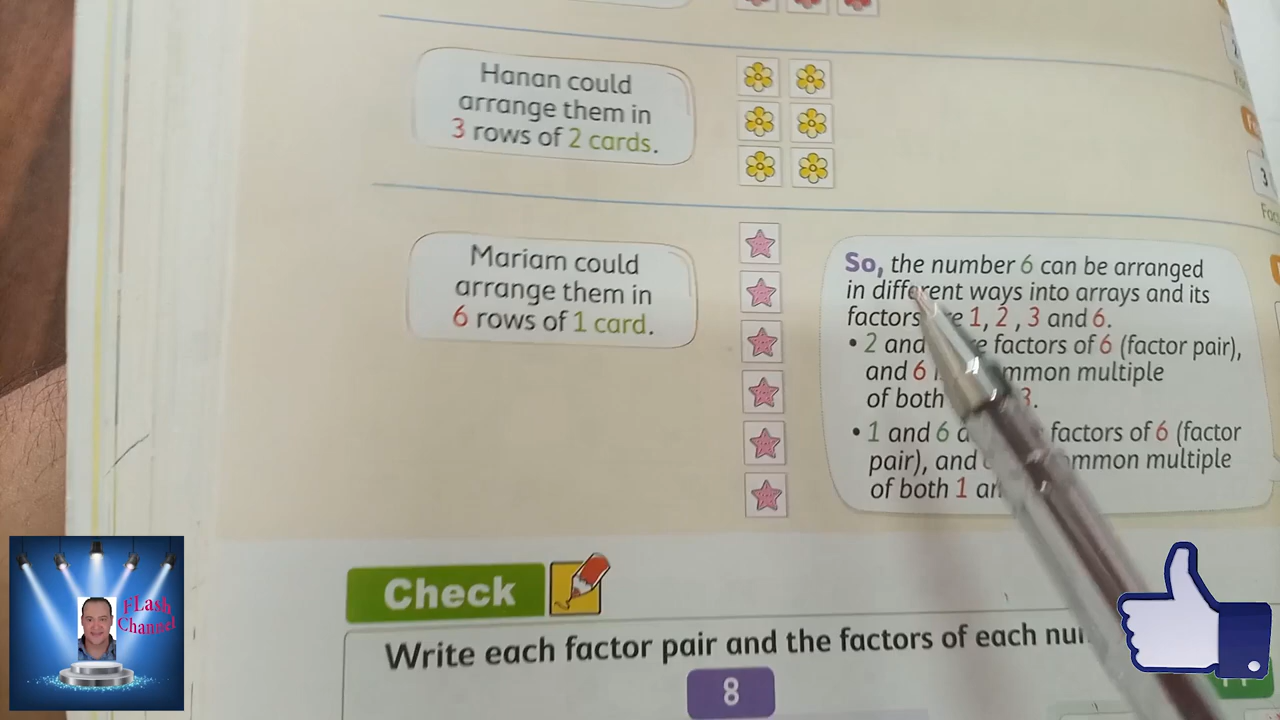 Hanan could
arrange them in
3 rows of 2 cards.
Mariam could
arrange them in
6 rows of 1 card.
So, the number 6 can be arranged
in different ways into arrays and its
factors 1, 2 , 3 and 6.
• 2 and factors of 6 (factor pair),
and 6 common multiple
of both 3.
• 1 and 6 factors of 6 (factor
pair), and common multiple
of both 1
Check
Write each factor pair and the factors of each
8
3
FLash
Channel